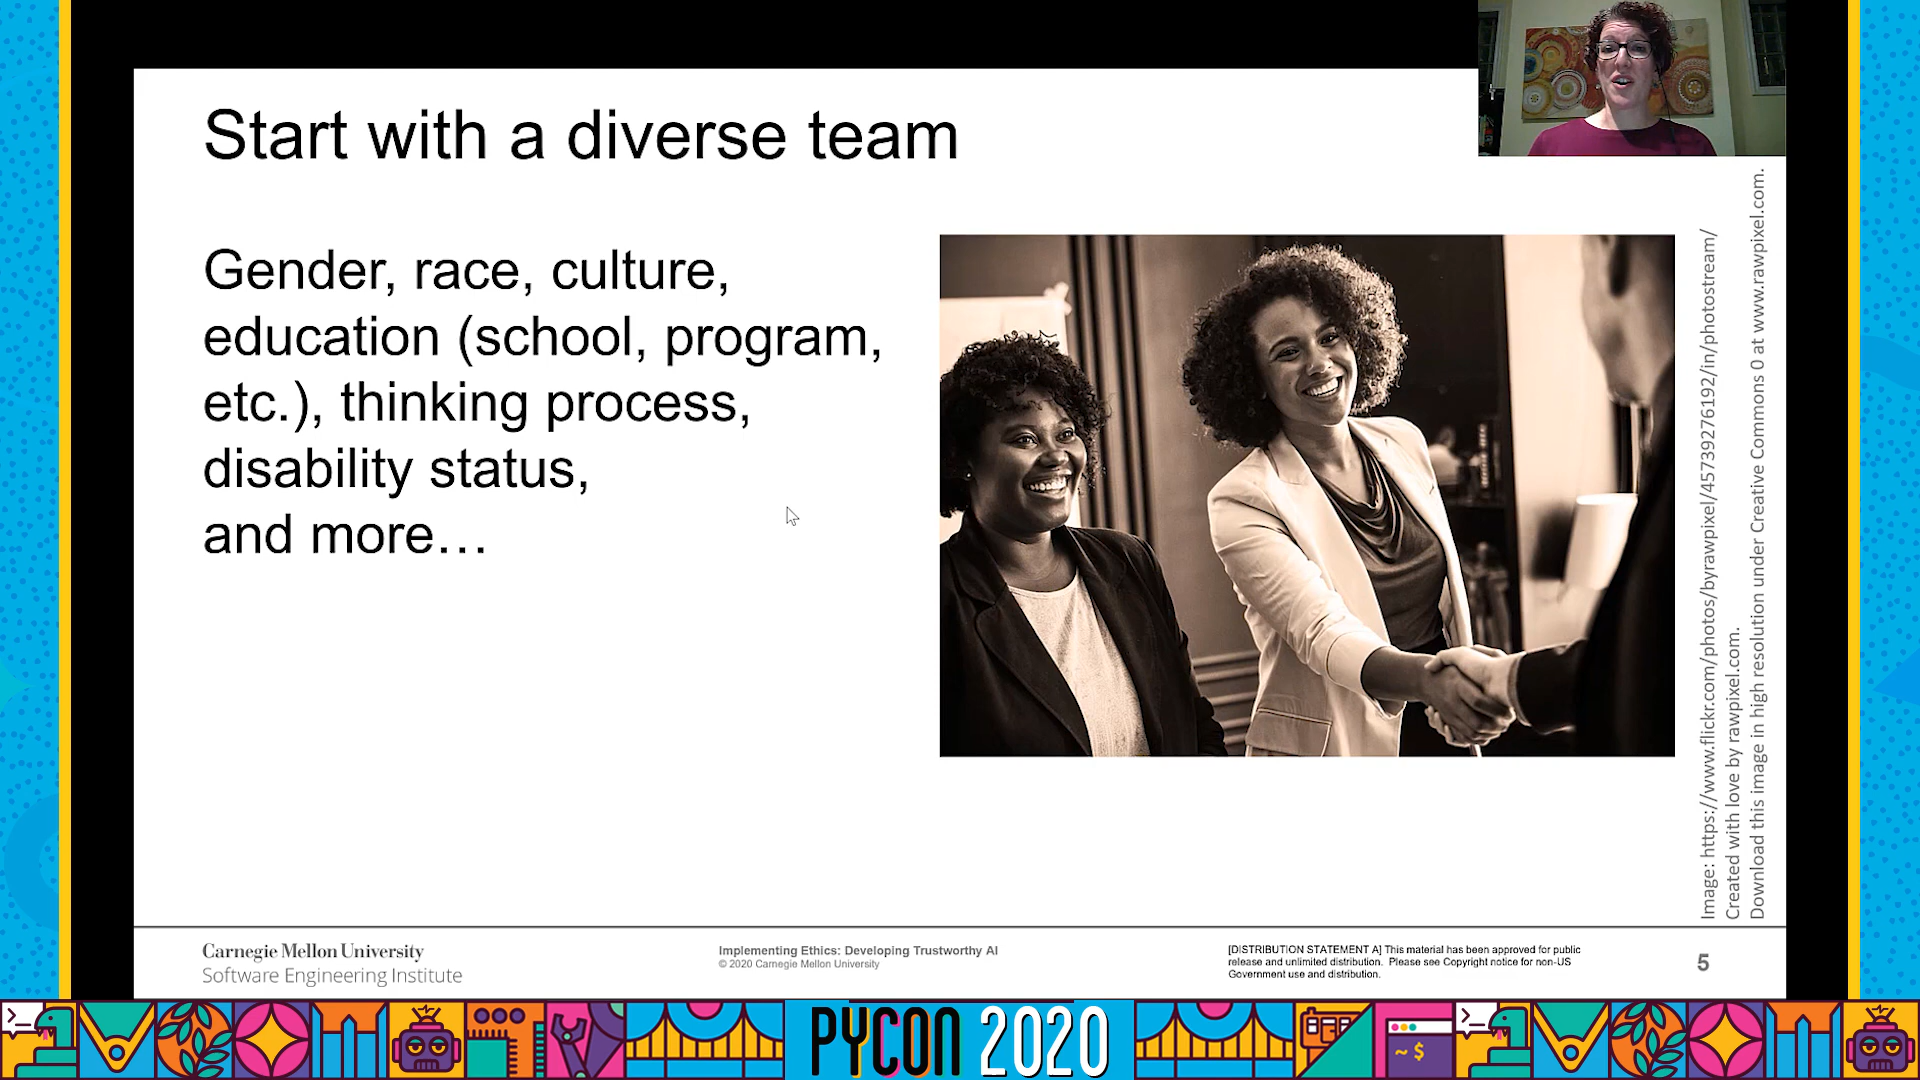 Start with a diverse team
Gender, race, culture,
education (school, program,
etc.), thinking process,
disability status,
and more…
Image: https://www.flickr.com/photos/byrawpixel/45739276192/in/photostream/
Created with love by rawpixel.com.
Download this image in high resolution under Creative Commons 0 at www.rawpixel.com.
Carnegie Mellon University
Software Engineering Institute
Implementing Ethics: Developing Trustworthy AI
© 2020 Carnegie Mellon University
[DISTRIBUTION STATEMENT A] This material has been approved for public
release and unlimited distribution. Please see Copyright notice for non-US
Government use and distribution.
5
PYCON 2020
~ $